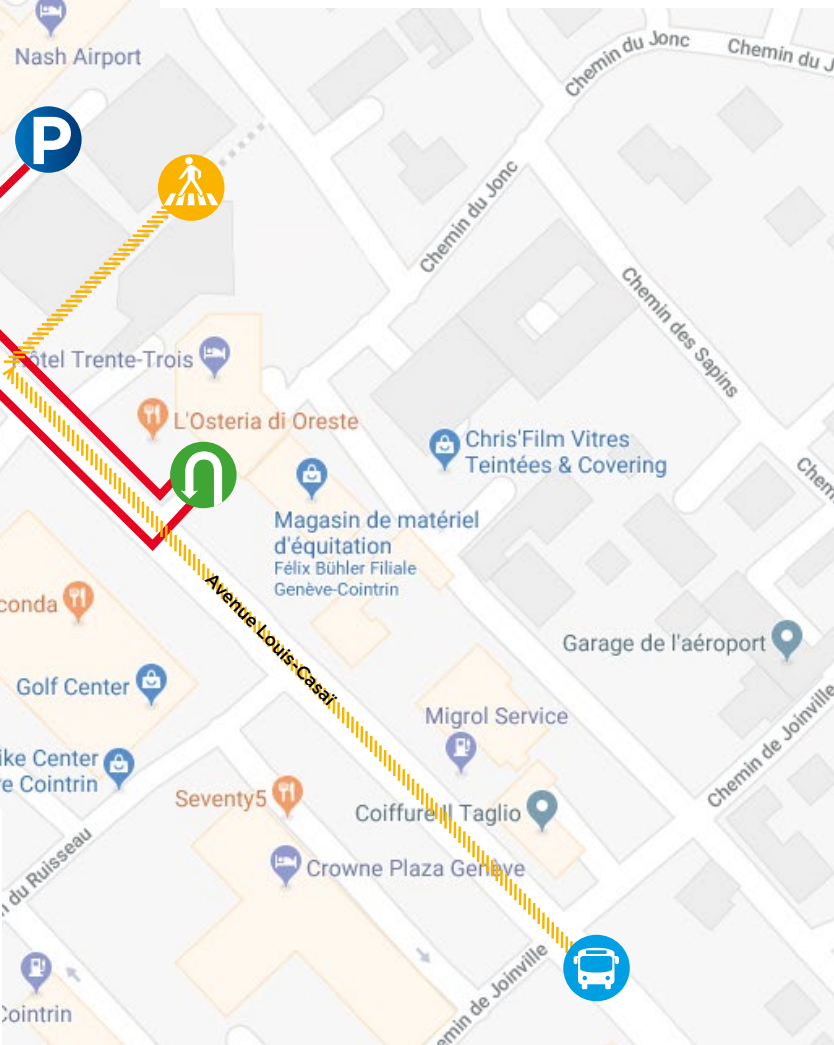 Nash Airport
Chemin du Jonc
Chemin du J
P
Chemin du Jonc
Chemin des Sapins
ôtel Trente-Trois
L'Osteria di Oreste
Chris'Film Vitres
Teintées & Covering
Chem
Magasin de matériel
d'équitation
Félix Bühler Filiale
Genève-Cointrin
conda
Avenue Louis-Casaï
Garage de l'aéroport
Golf Center
Migrol Service
Chemin de Joinville
ike Center
e Cointrin
Seventy5
Coiffure Il Taglio
du Ruisseau
Crowne Plaza Genève
emin de Joinville
Cointrin